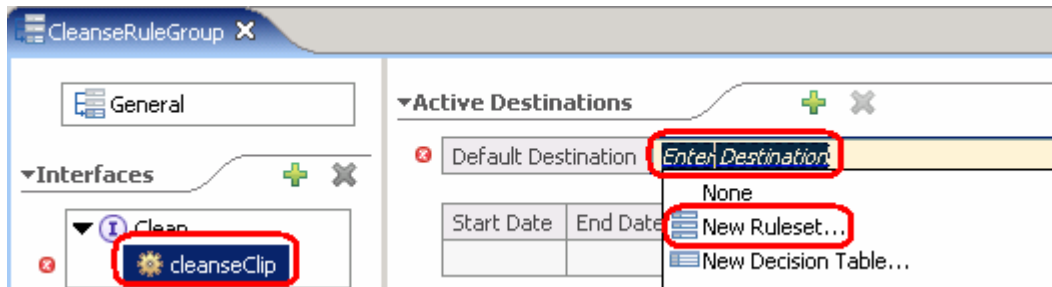 CleanseRuleGroup
General
Active Destinations
Default Destination
Enter Destination
Interfaces
None
Start Date
End Date
New Ruleset...
Clean
cleanseClip
New Decision Table...